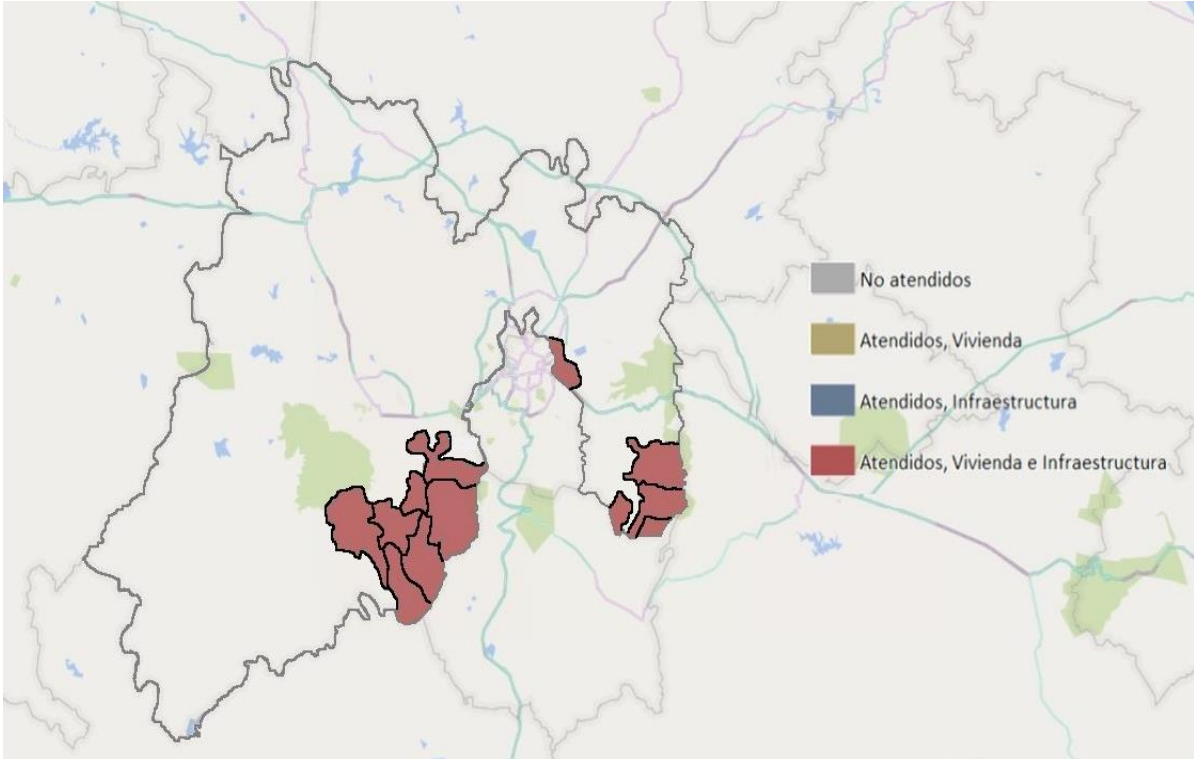 No atendidos
Atendidos, Vivienda
Atendidos, Infraestructura
Atendidos, Vivienda e Infraestructura